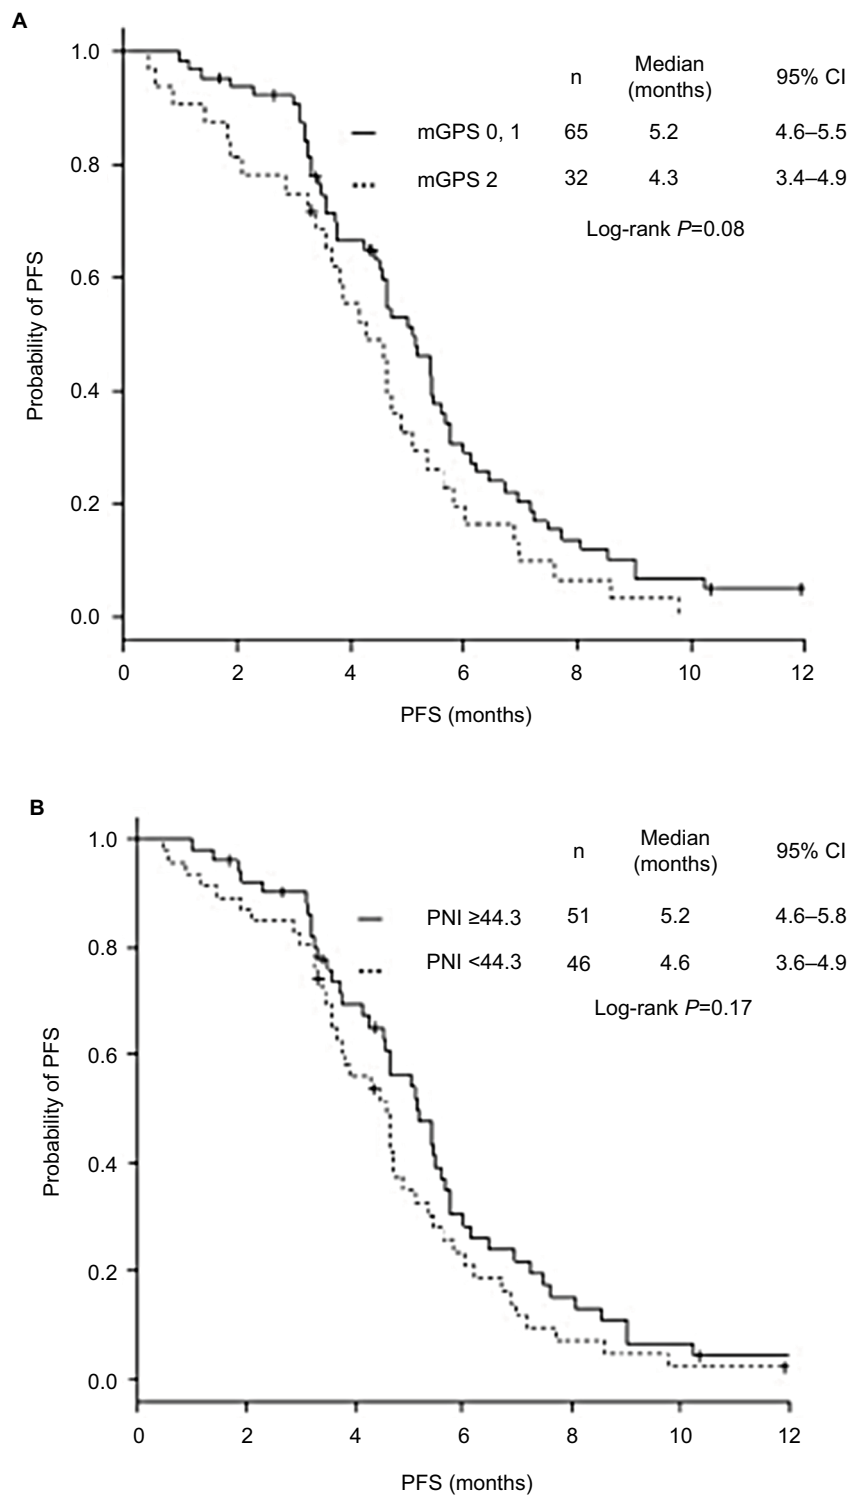 A
n Median (months) 95% CI
mGPS 0, 1 65 5.2 4.6–5.5
mGPS 2 32 4.3 3.4–4.9
Log-rank P=0.08
Probability of PFS
1.0
0.8
0.6
0.4
0.2
0.0
0 2 4 6 8 10 12
PFS (months)
B
n Median (months) 95% CI
PNI ≥44.3 51 5.2 4.6–5.8
PNI <44.3 46 4.6 3.6–4.9
Log-rank P=0.17
Probability of PFS
1.0
0.8
0.6
0.4
0.2
0.0
0 2 4 6 8 10 12
PFS (months)